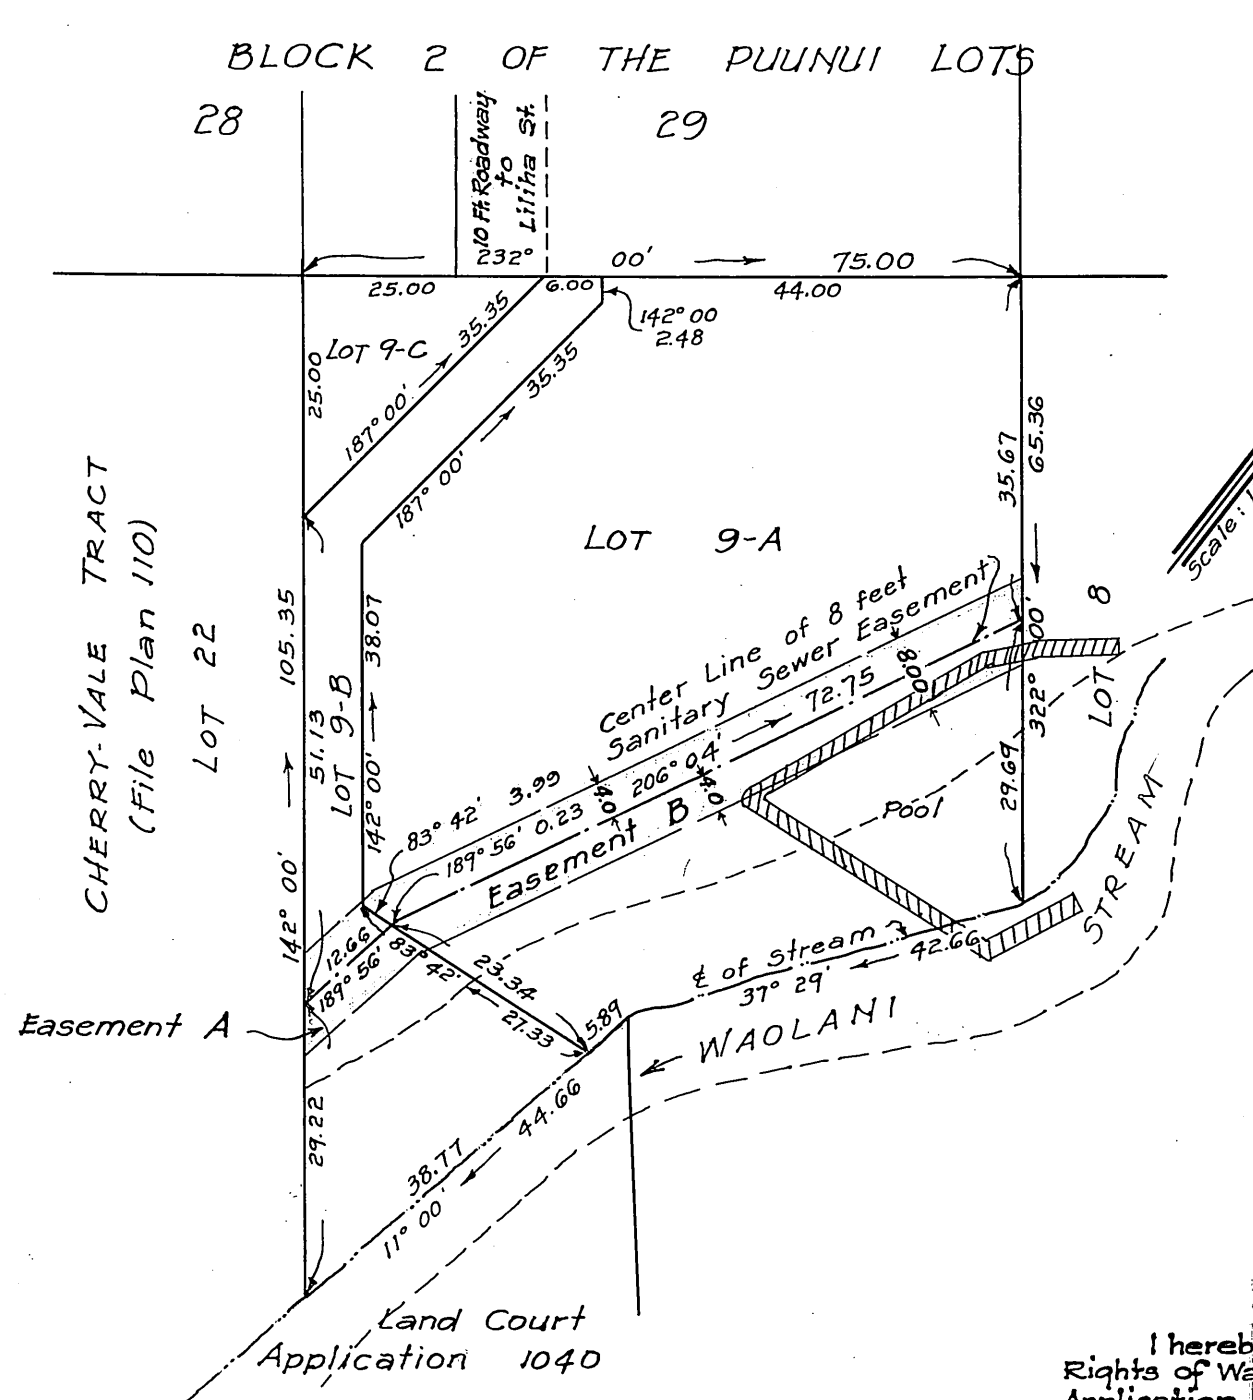 BLOCK 2 OF THE PUUNUI LOTS
28
10 Ft. Roadway
to
Liliha St.
29
232° 00' 75.00
25.00
6.00
44.00
142° 00
2.48
LOT 9-C
25.00
187° 00' 35.35
187° 00' 35.35
35.67
65.36
CHERRY-VALE TRACT
(File Plan 110)
LOT 22
LOT 9-A
Scale:
142° 00' 105.35
51.13
LOT 9-B
142° 00' 38.07
Center Line of 8 feet
Sanitary Sewer Easement
8.00
322° 00'
LOT 8
206° 04' 72.75
83° 42' 3.99
189° 56' 0.23
4.0
4.0
Easement B
29.69
Pool
12.66
189° 56'
83° 42'
23.34
27.33
5.89
℄ of Stream
37° 29' 42.66
WAOLANI STREAM
Easement A
29.22
38.77
11° 00' 44.66
Land Court
Application 1040
I hereb
Rights of Wa
Application